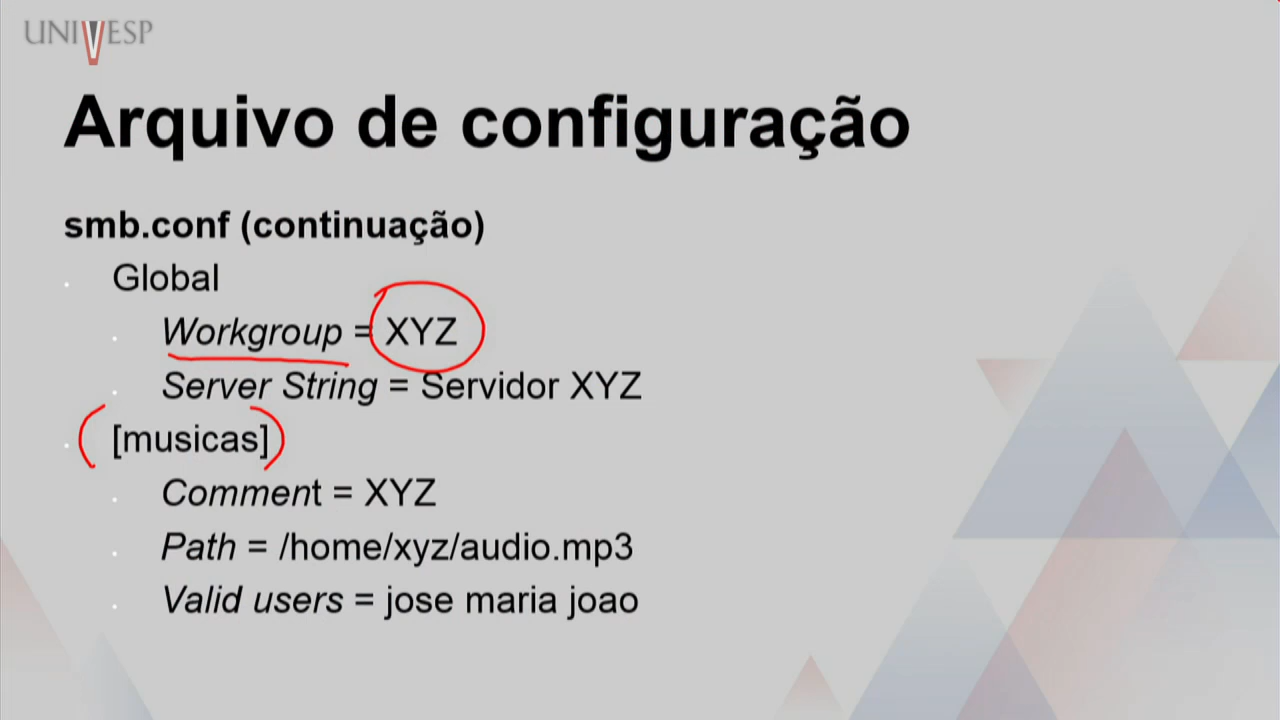 UNIVESP
Arquivo de configuração
smb.conf (continuação)
Global
Workgroup = XYZ
Server String = Servidor XYZ
[musicas]
Comment = XYZ
Path = /home/xyz/audio.mp3
Valid users = jose maria joao